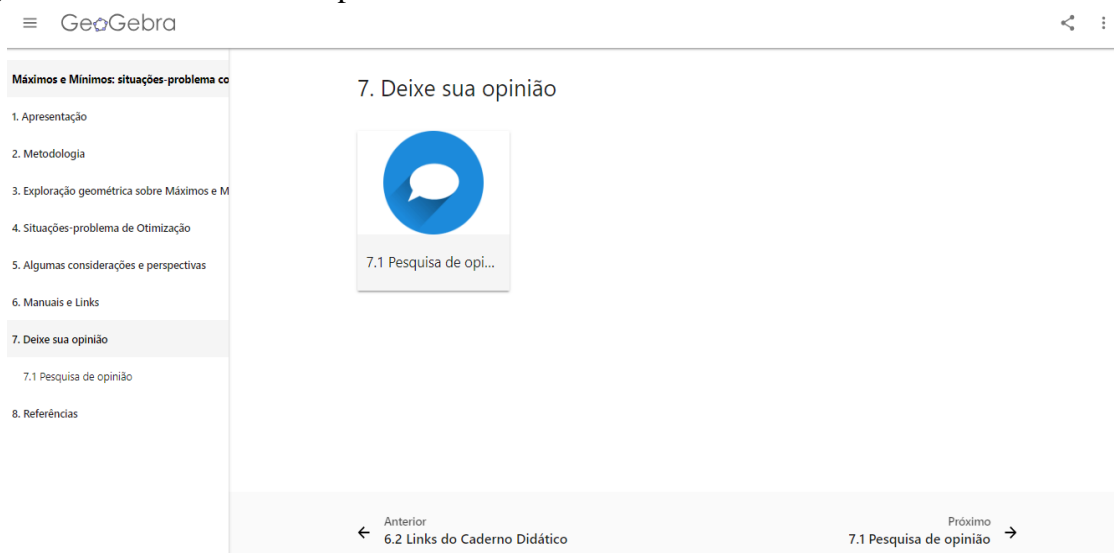 GeoGebra
Máximos e Mínimos: situações-problema co
1. Apresentação
2. Metodologia
3. Exploração geométrica sobre Máximos e M
4. Situações-problema de Otimização
5. Algumas considerações e perspectivas
6. Manuais e Links
7. Deixe sua opinião
7.1 Pesquisa de opinião
8. Referências
7. Deixe sua opinião
7.1 Pesquisa de opi...
Anterior
6.2 Links do Caderno Didático
Próximo
7.1 Pesquisa de opinião